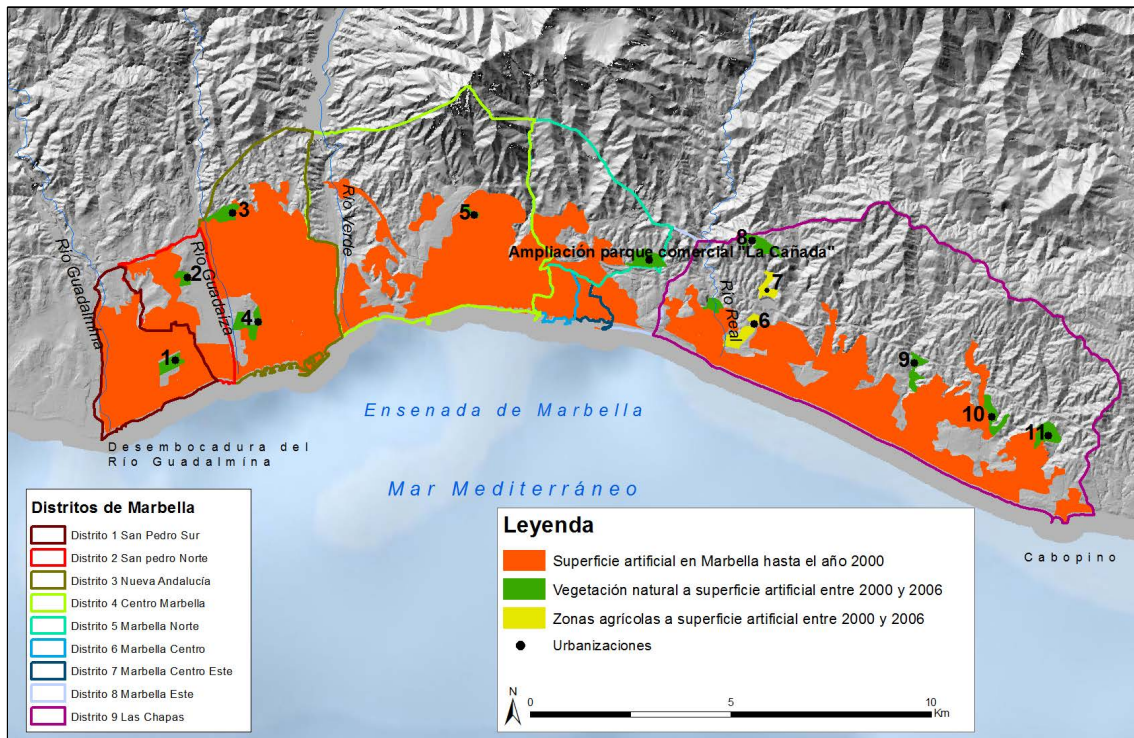 3
Río Verde
5
8
Ampliación parque comercial "La Cañada"
Río Guadalmina
2
Río Guadaiza
7
4
Río Real
6
1
9
10
11
Ensenada de Marbella
Desembocadura del
Río Guadalmína
Mar Mediterráneo
Cabopino
Distritos de Marbella
Distrito 1 San Pedro Sur
Distrito 2 San pedro Norte
Distrito 3 Nueva Andalucía
Distrito 4 Centro Marbella
Distrito 5 Marbella Norte
Distrito 6 Marbella Centro
Distrito 7 Marbella Centro Este
Distrito 8 Marbella Este
Distrito 9 Las Chapas
Leyenda
Superficie artificial en Marbella hasta el año 2000
Vegetación natural a superficie artificial entre 2000 y 2006
Zonas agrícolas a superficie artificial entre 2000 y 2006
Urbanizaciones
N
0 5 10
Km